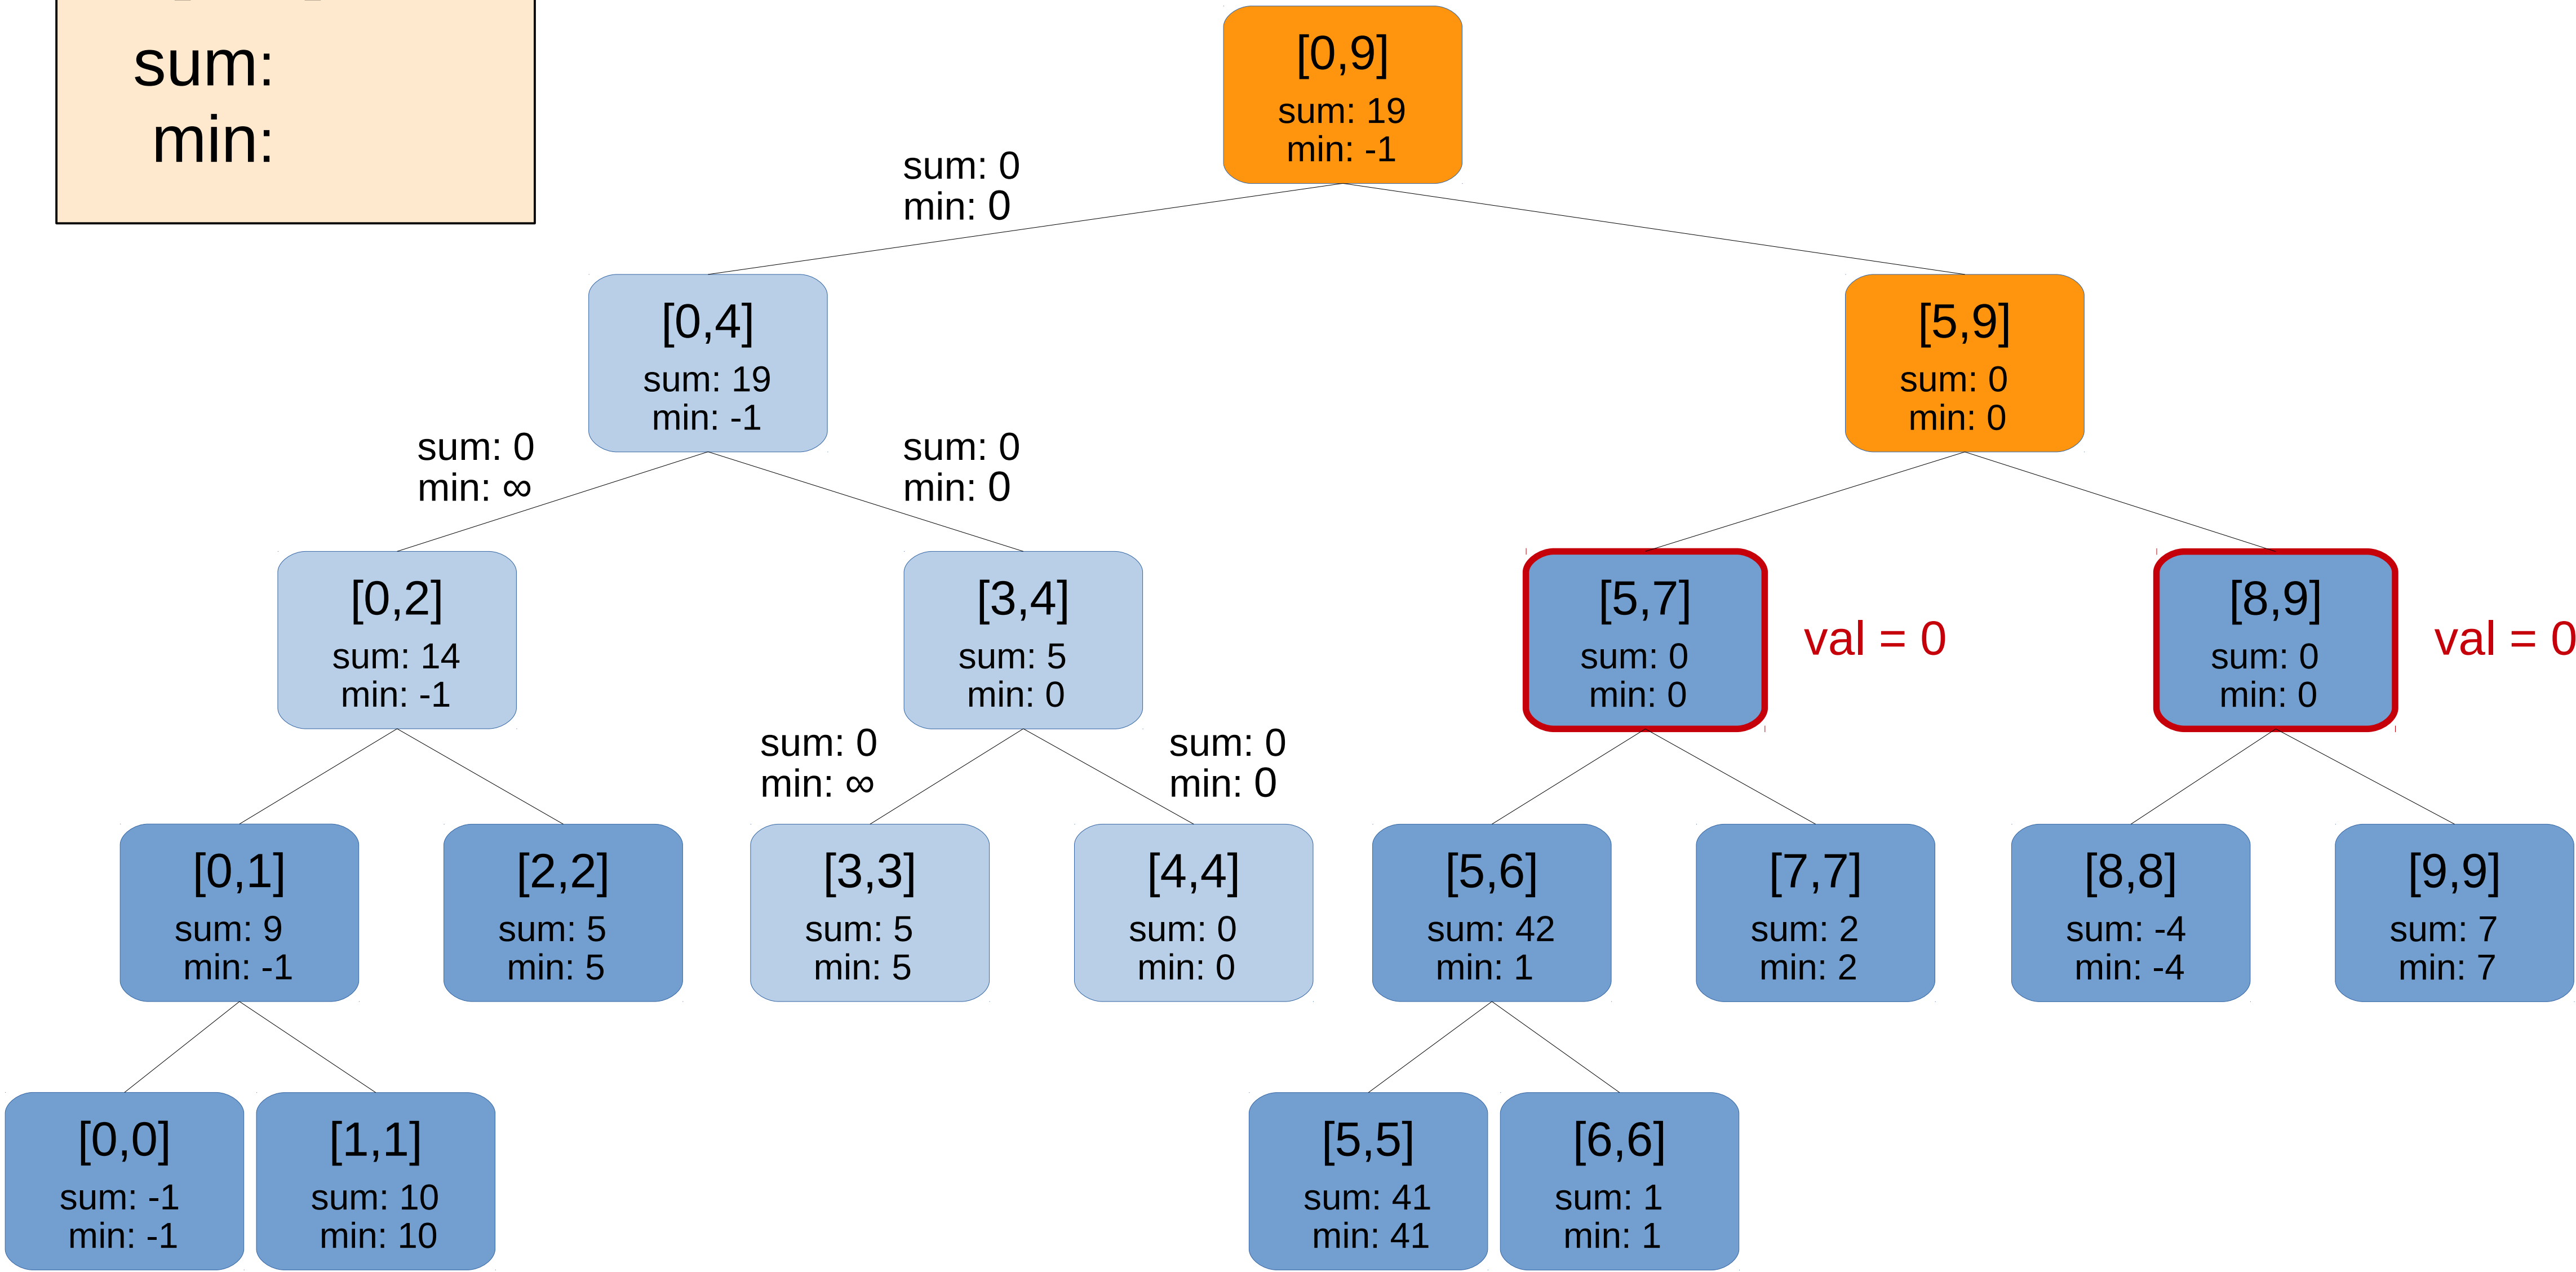 sum:
min:
[0,9]
sum: 19
min: -1
sum: 0
min: 0
[0,4]
sum: 19
min: -1
[5,9]
sum: 0
min: 0
sum: 0
min: ∞
sum: 0
min: 0
[0,2]
sum: 14
min: -1
[3,4]
sum: 5
min: 0
[5,7]
sum: 0
min: 0
val = 0
[8,9]
sum: 0
min: 0
val = 0
sum: 0
min: ∞
sum: 0
min: 0
[0,1]
sum: 9
min: -1
[2,2]
sum: 5
min: 5
[3,3]
sum: 5
min: 5
[4,4]
sum: 0
min: 0
[5,6]
sum: 42
min: 1
[7,7]
sum: 2
min: 2
[8,8]
sum: -4
min: -4
[9,9]
sum: 7
min: 7
[0,0]
sum: -1
min: -1
[1,1]
sum: 10
min: 10
[5,5]
sum: 41
min: 41
[6,6]
sum: 1
min: 1